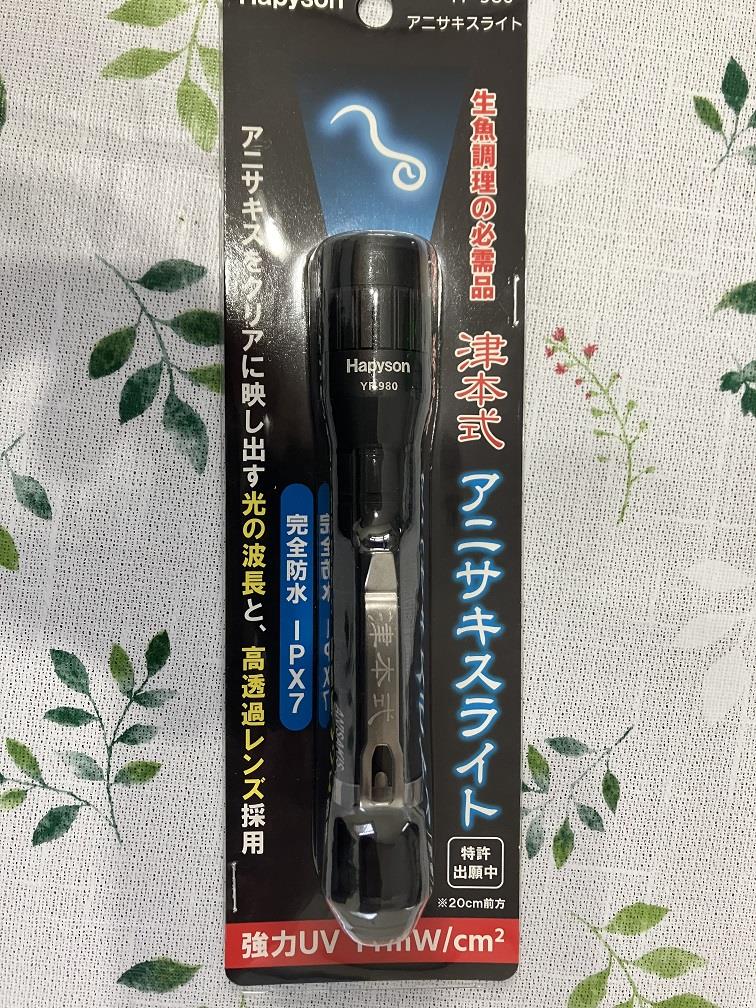 Hapyson
YF-980
アニサキスライト
生魚調理の必需品
津本式
アニサキスライト
アニサキスをクリアに映し出す光の波長と、高透過レンズ採用
Hapyson
YF-980
完全防水 IPX7
津本式
特許
出願中
※20cm前方
強力UV 11mW/cm²